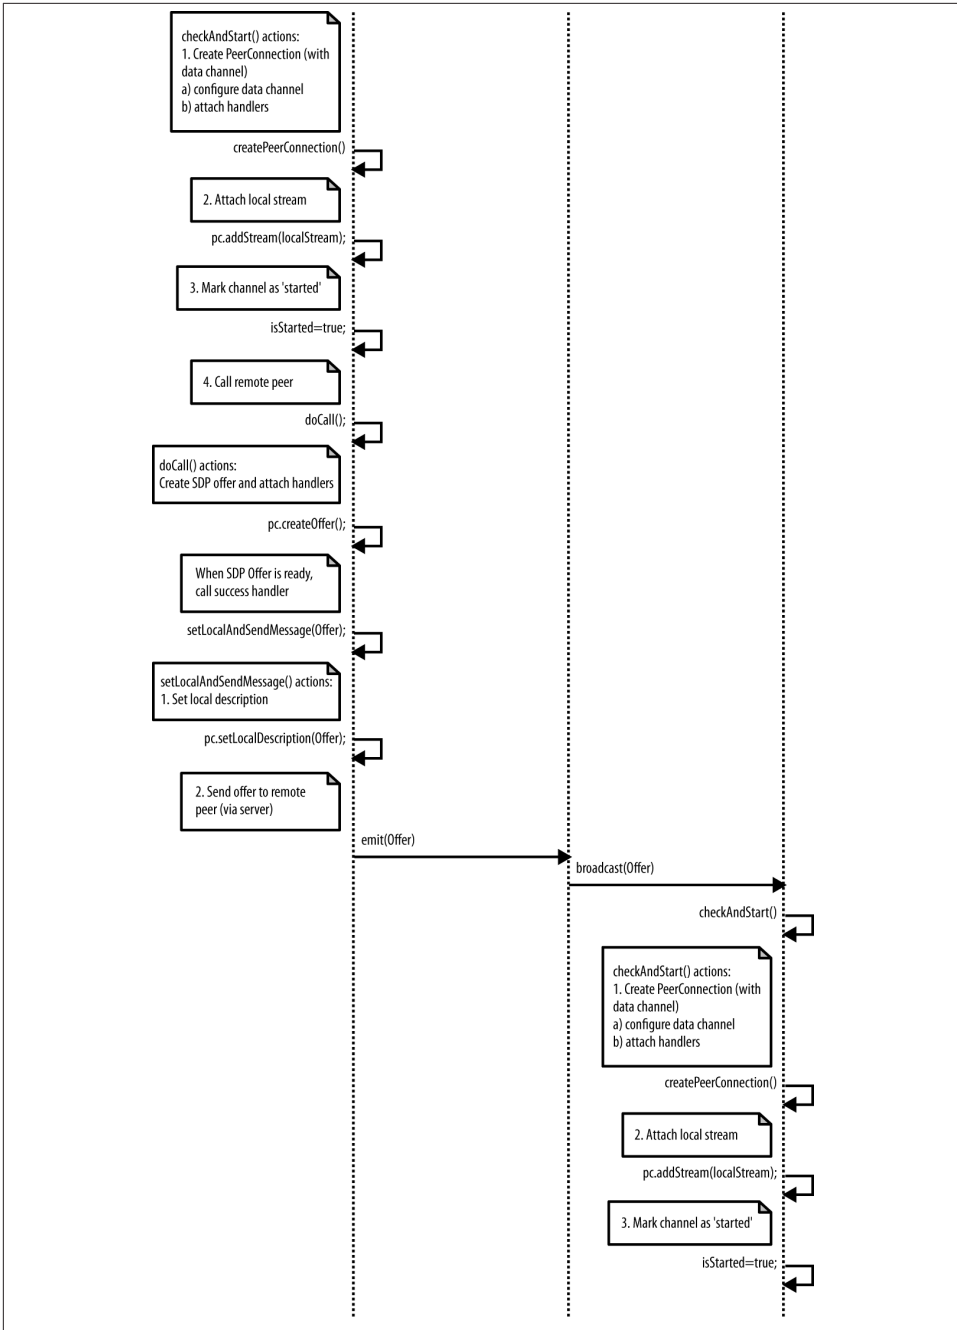 checkAndStart() actions:
1. Create PeerConnection (with
data channel)
a) configure data channel
b) attach handlers
createPeerConnection()
2. Attach local stream
pc.addStream(localStream);
3. Mark channel as 'started'
isStarted=true;
4. Call remote peer
doCall();
doCall() actions:
Create SDP offer and attach handlers
pc.createOffer();
When SDP Offer is ready,
call success handler
setLocalAndSendMessage(Offer);
setLocalAndSendMessage() actions:
1. Set local description
pc.setLocalDescription(Offer);
2. Send offer to remote
peer (via server)
emit(Offer)
broadcast(Offer)
checkAndStart()
checkAndStart() actions:
1. Create PeerConnection (with
data channel)
a) configure data channel
b) attach handlers
createPeerConnection()
2. Attach local stream
pc.addStream(localStream);
3. Mark channel as 'started'
isStarted=true;